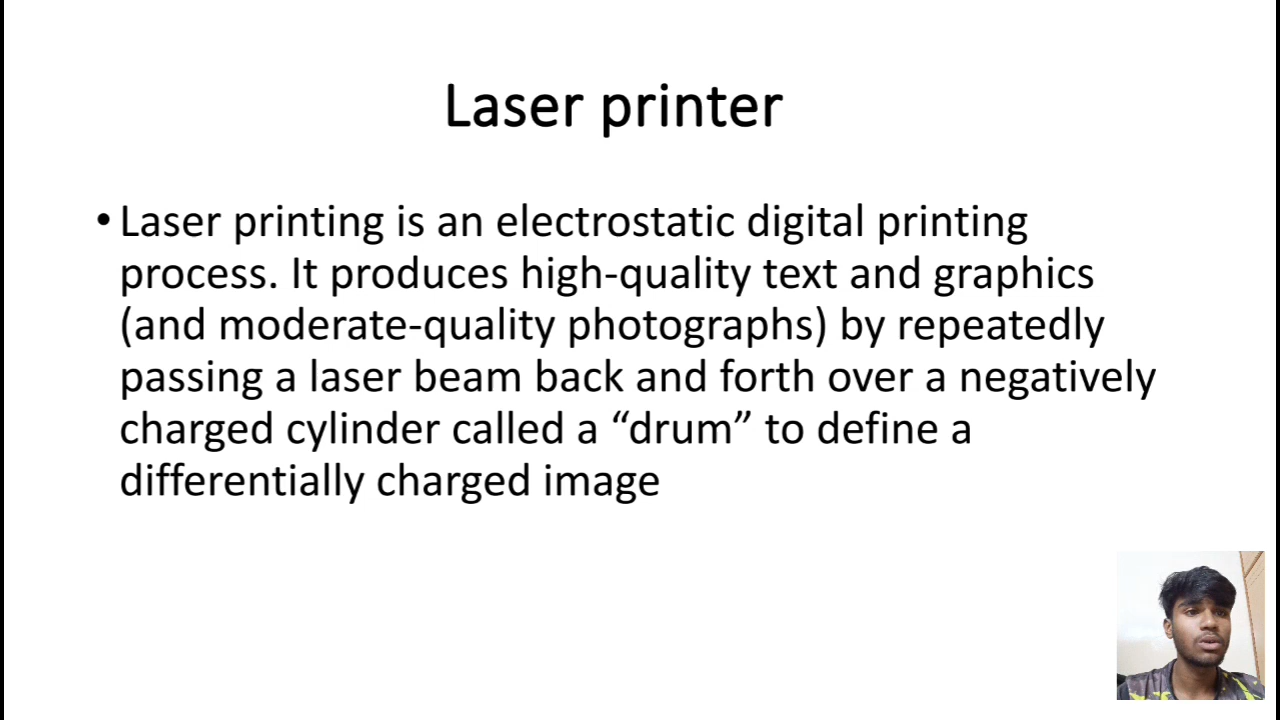 Laser printer
• Laser printing is an electrostatic digital printing
process. It produces high-quality text and graphics
(and moderate-quality photographs) by repeatedly
passing a laser beam back and forth over a negatively
charged cylinder called a “drum” to define a
differentially charged image